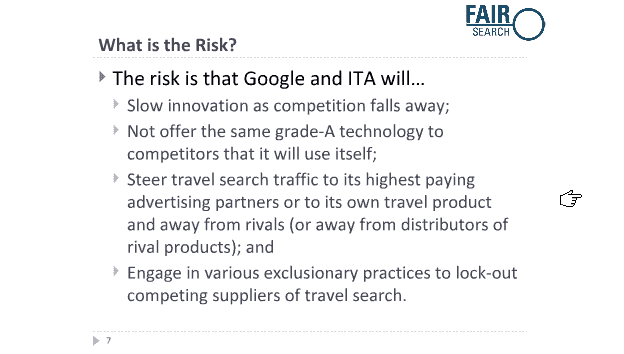 FAIR
SEARCH
What is the Risk?
The risk is that Google and ITA will…
Slow innovation as competition falls away;
Not offer the same grade-A technology to
competitors that it will use itself;
Steer travel search traffic to its highest paying
advertising partners or to its own travel product
and away from rivals (or away from distributors of
rival products); and
Engage in various exclusionary practices to lock-out
competing suppliers of travel search.
7